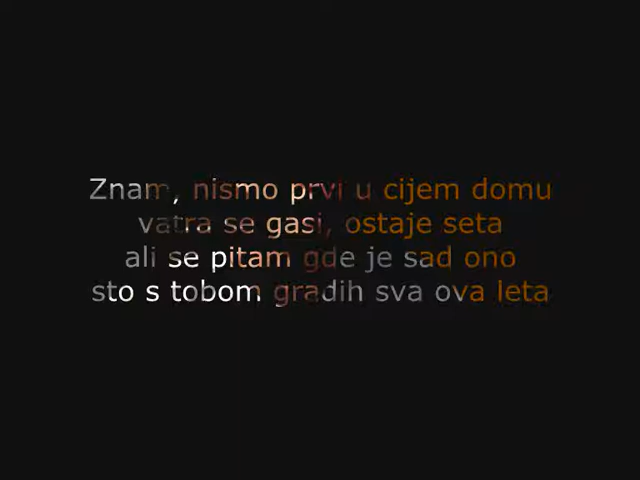 Znam, nismo prvi u cijem domu
vatra se gasi, ostaje seta
ali se pitam gde je sad ono
sto s tobom gradih sva ova leta